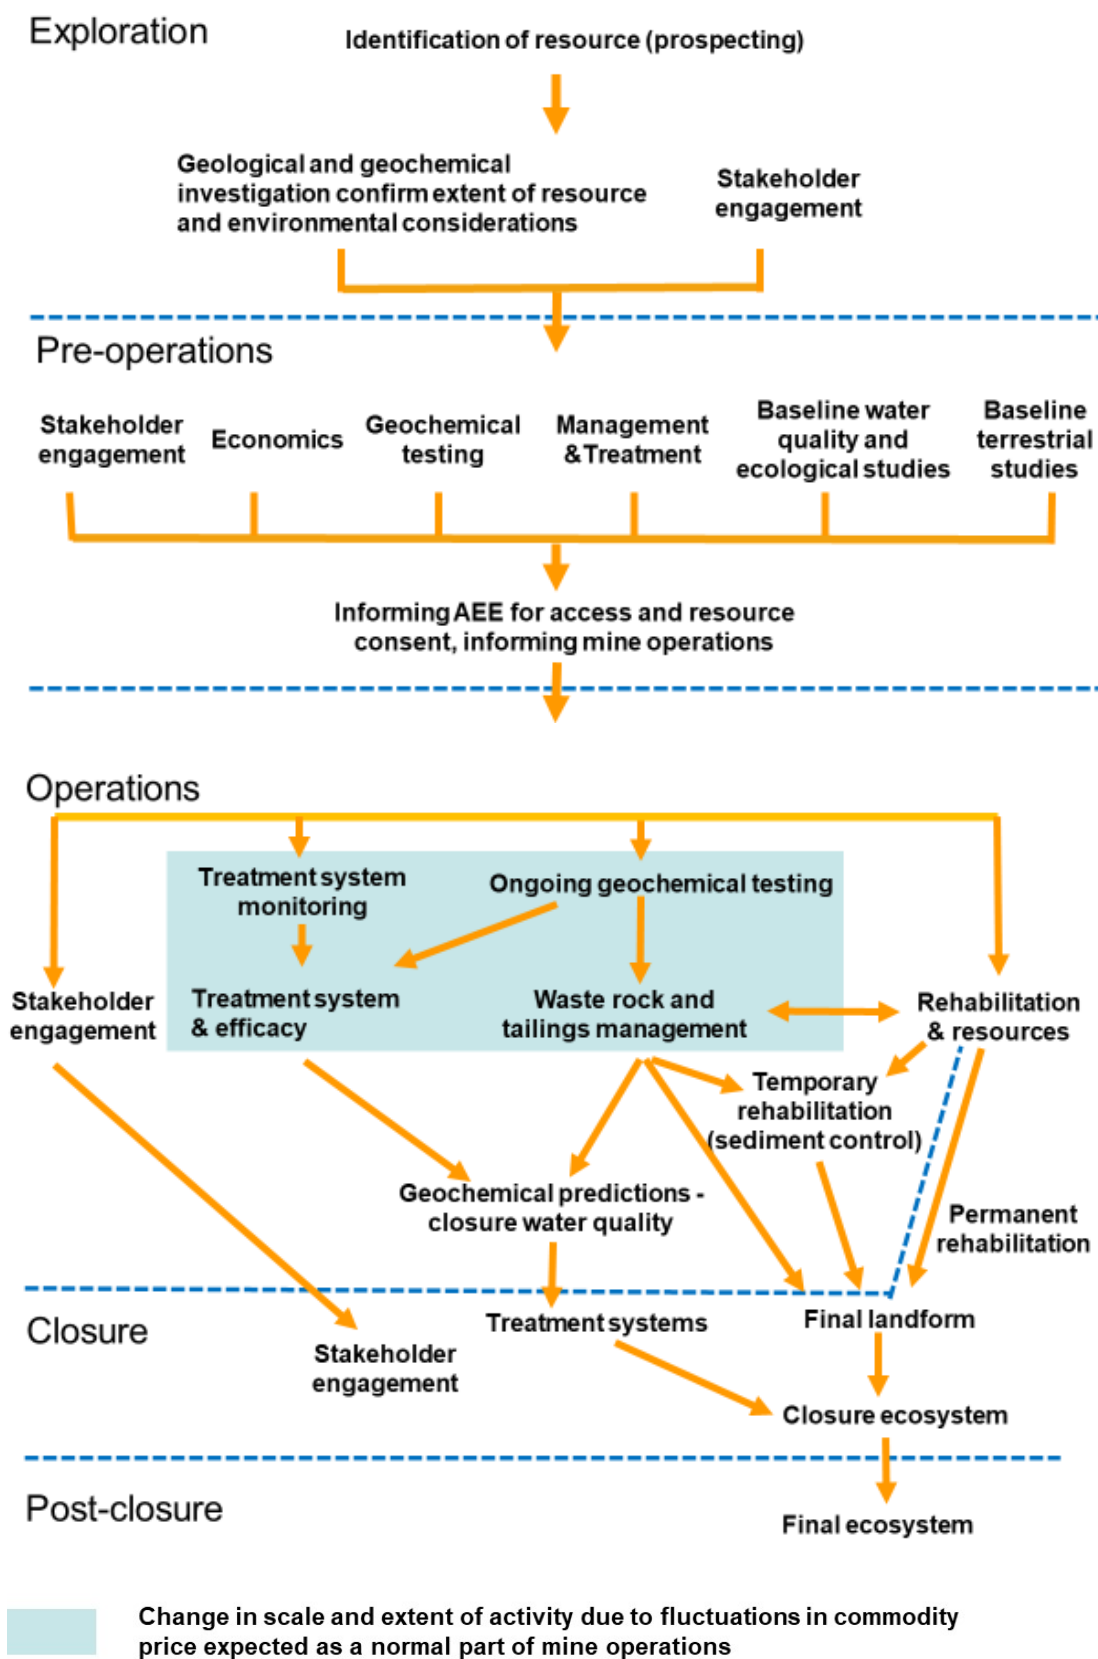 Exploration
Identification of resource (prospecting)
Geological and geochemical
investigation confirm extent of resource
and environmental considerations
Stakeholder
engagement
Pre-operations
Stakeholder
engagement
Economics
Geochemical
testing
Management
&Treatment
Baseline water
quality and
ecological studies
Baseline
terrestrial
studies
Informing AEE for access and resource
consent, informing mine operations
Operations
Treatment system
monitoring
Ongoing geochemical testing
Stakeholder
engagement
Treatment system
& efficacy
Waste rock and
tailings management
Rehabilitation
& resources
Temporary
rehabilitation
(sediment control)
Geochemical predictions -
closure water quality
Permanent
rehabilitation
Closure
Stakeholder
engagement
Treatment systems
Final landform
Closure ecosystem
Post-closure
Final ecosystem
Change in scale and extent of activity due to fluctuations in commodity
price expected as a normal part of mine operations